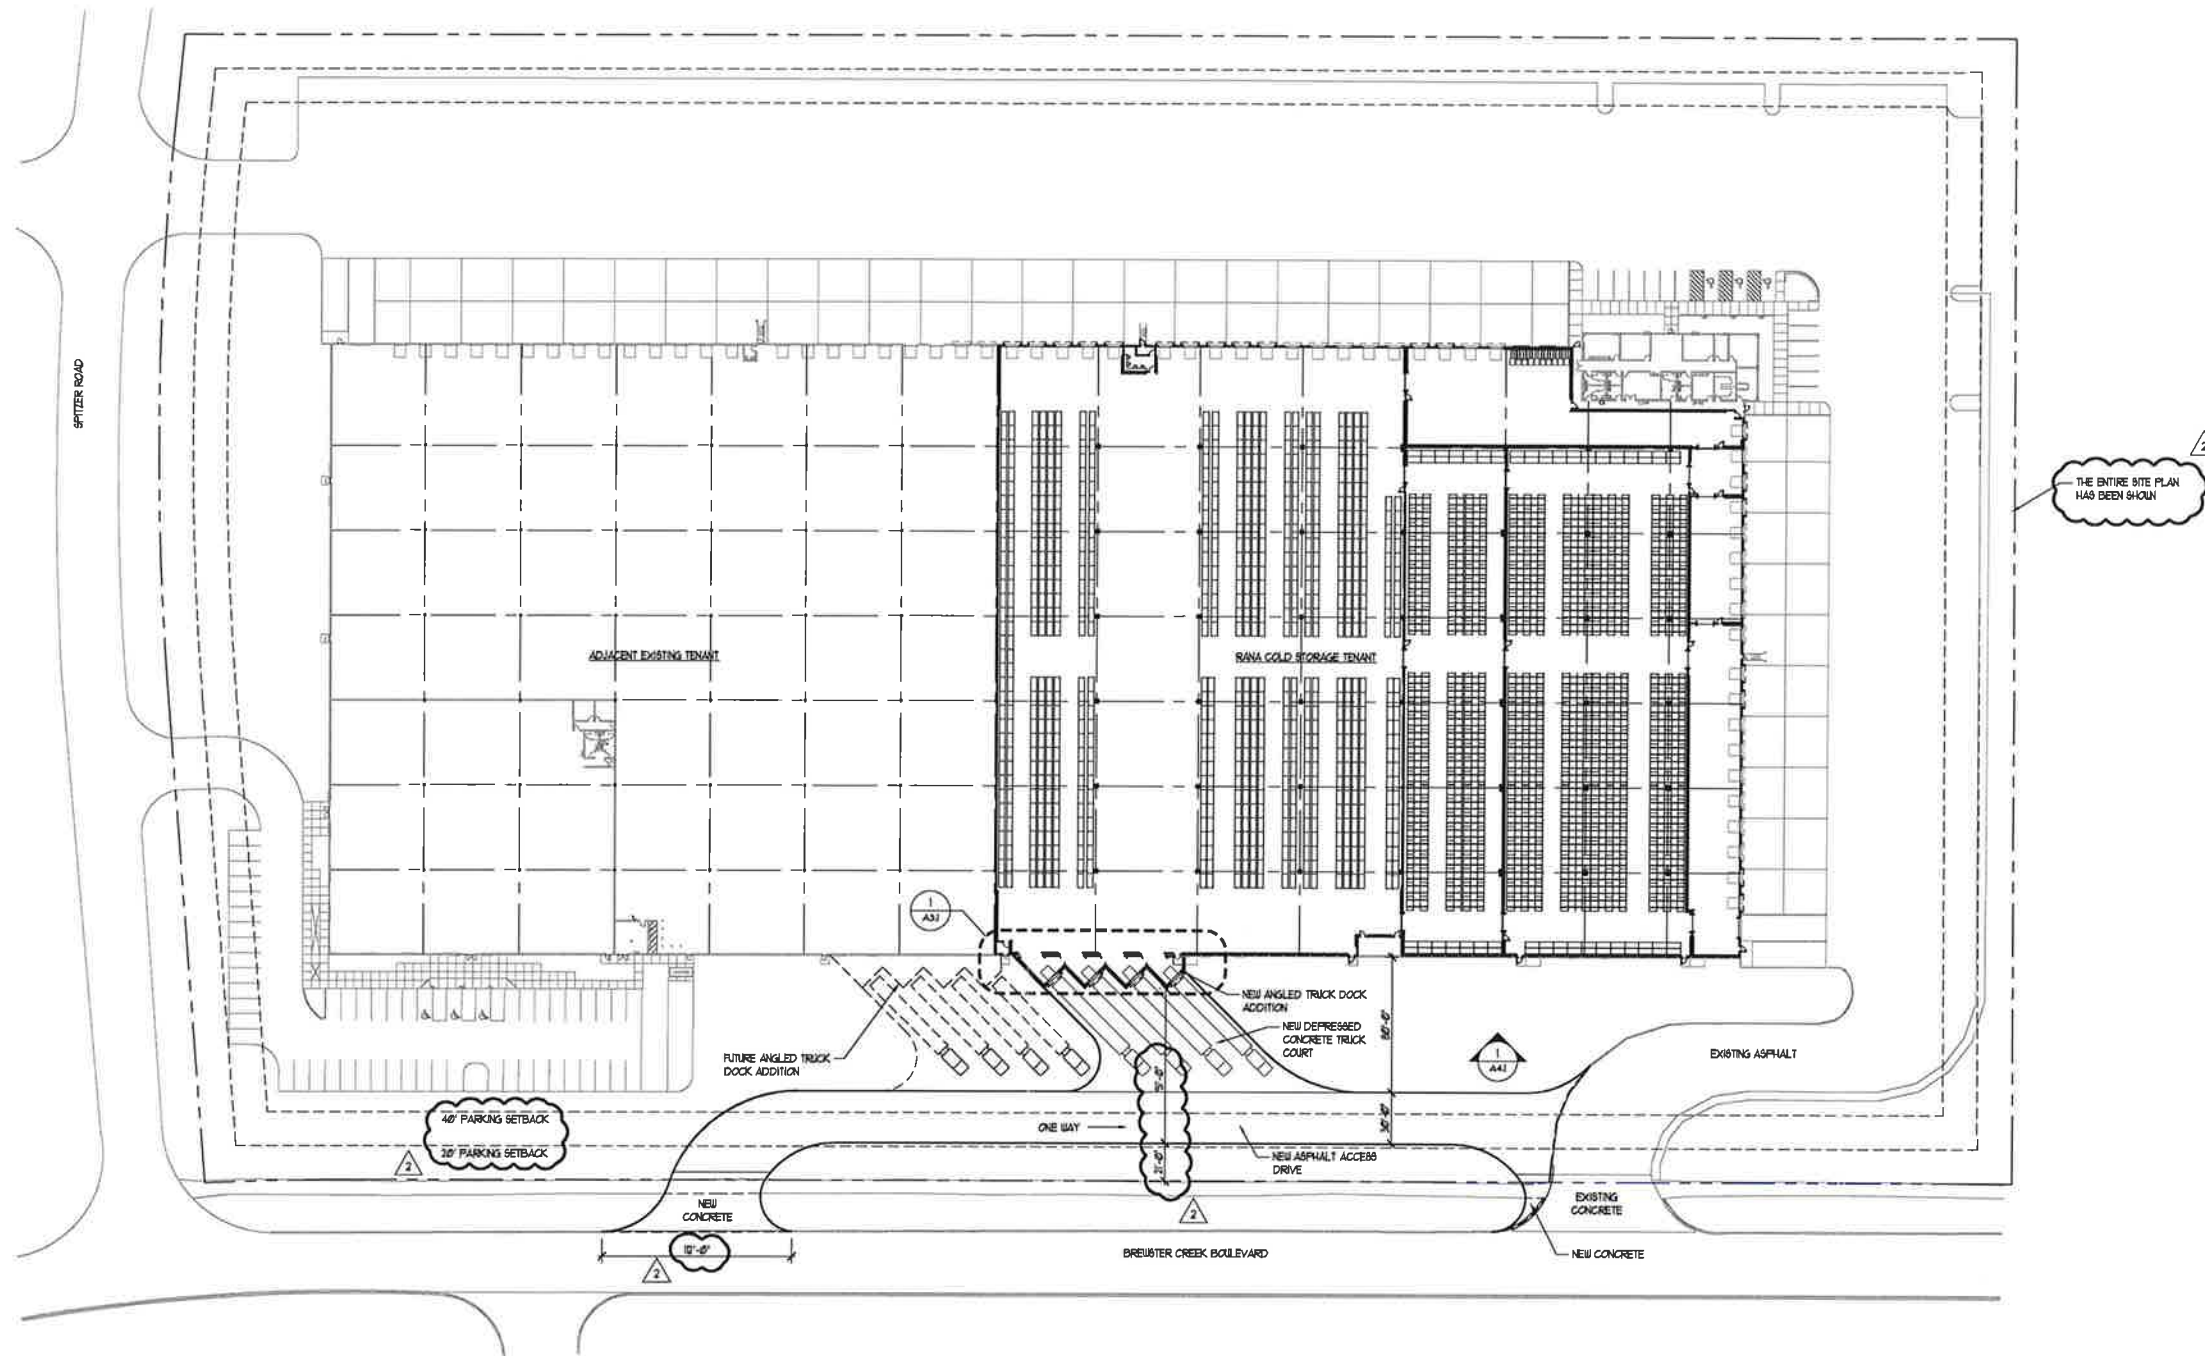 SPITZER ROAD
THE ENTIRE SITE PLAN
HAS BEEN SHOWN
2
ADJACENT EXISTING TENANT
RANA COLD STORAGE TENANT
1
A3.1
NEW ANGLED TRUCK DOCK
ADDITION
NEW DEPRESSED
CONCRETE TRUCK
COURT
FUTURE ANGLED TRUCK
DOCK ADDITION
1
A4.1
EXISTING ASPHALT
40' PARKING SETBACK
20' PARKING SETBACK
2
ONE WAY
30'-0"
NEW ASPHALT ACCESS
DRIVE
2
NEW
CONCRETE
EXISTING
CONCRETE
2
BREWSTER CREEK BOULEVARD
NEW CONCRETE